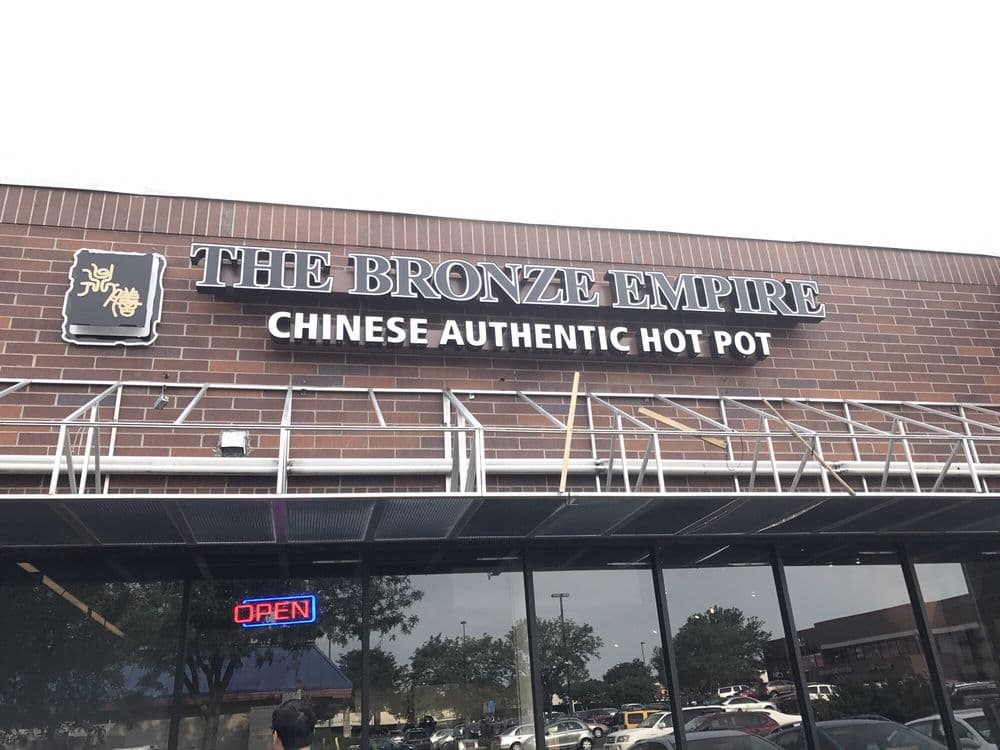 THE BRONZE EMPIRE
CHINESE AUTHENTIC HOT POT
OPEN